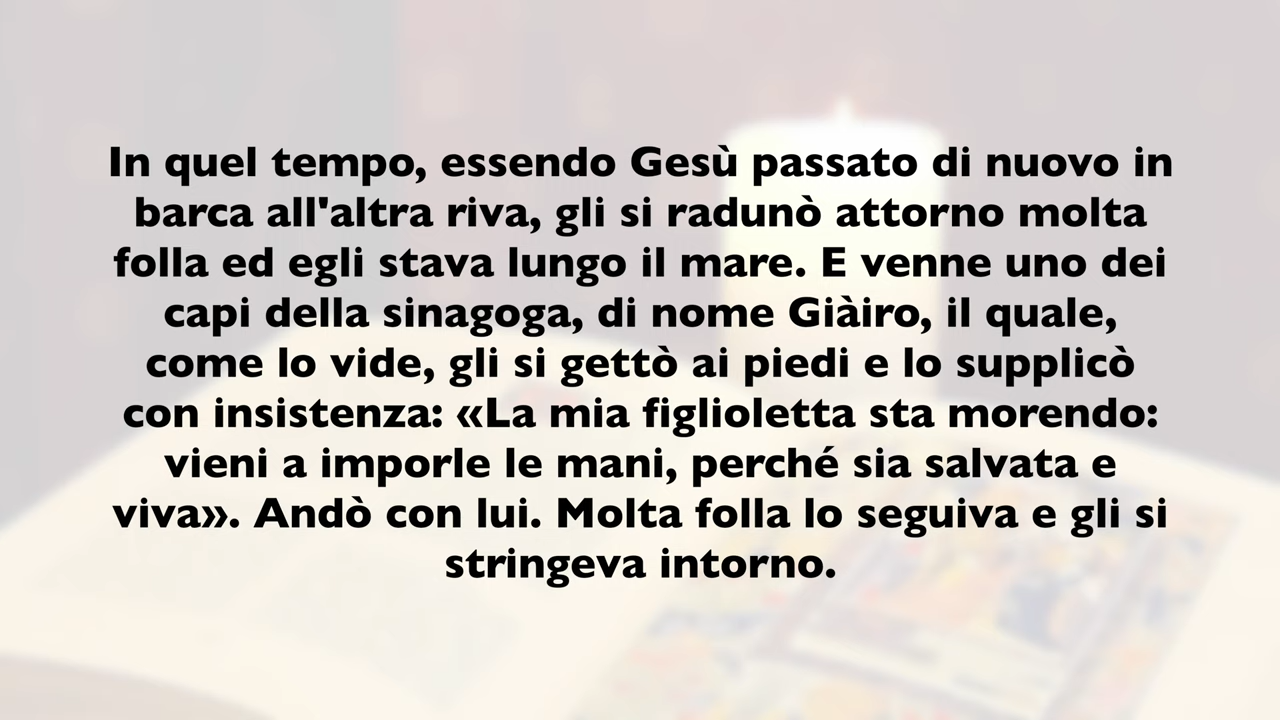 In quel tempo, essendo Gesù passato di nuovo in
barca all'altra riva, gli si radunò attorno molta
folla ed egli stava lungo il mare. E venne uno dei
capi della sinagoga, di nome Giàiro, il quale,
come lo vide, gli si gettò ai piedi e lo supplicò
con insistenza: «La mia figlioletta sta morendo:
vieni a imporle le mani, perché sia salvata e
viva». Andò con lui. Molta folla lo seguiva e gli si
stringeva intorno.